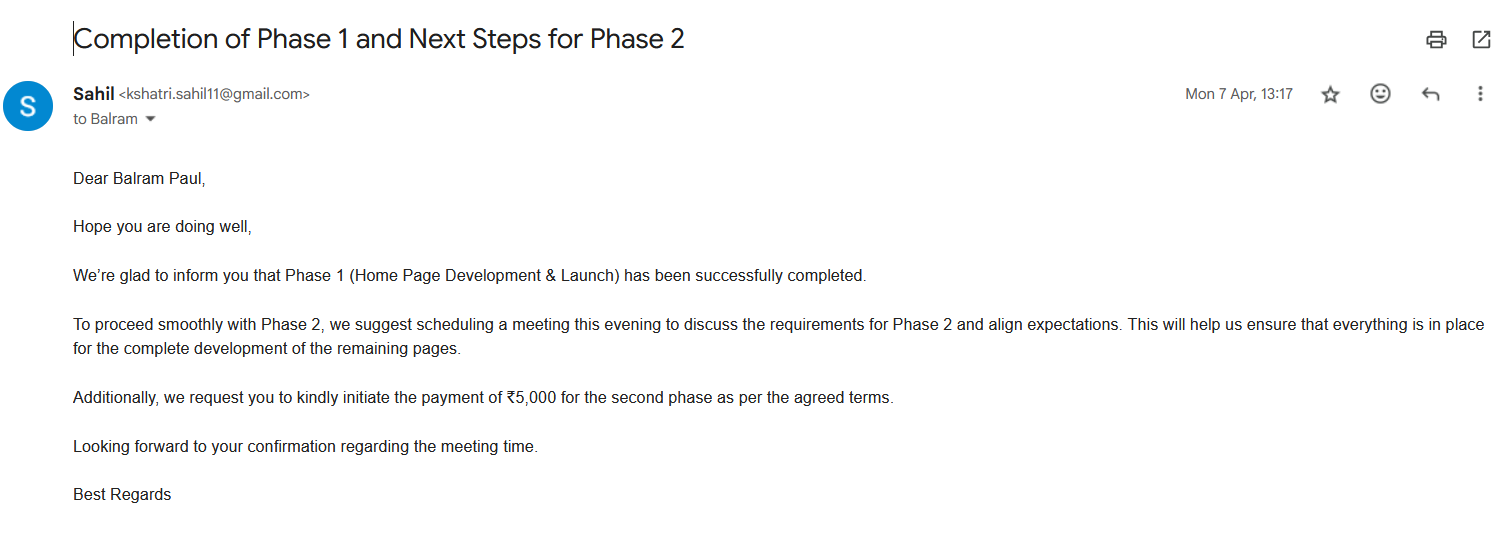 Completion of Phase 1 and Next Steps for Phase 2
Sahil <kshatri.sahil11@gmail.com>
Mon 7 Apr, 13:17
S
to Balram
Dear Balram Paul,
Hope you are doing well,
We’re glad to inform you that Phase 1 (Home Page Development & Launch) has been successfully completed.
To proceed smoothly with Phase 2, we suggest scheduling a meeting this evening to discuss the requirements for Phase 2 and align expectations. This will help us ensure that everything is in place
for the complete development of the remaining pages.
Additionally, we request you to kindly initiate the payment of ₹5,000 for the second phase as per the agreed terms.
Looking forward to your confirmation regarding the meeting time.
Best Regards